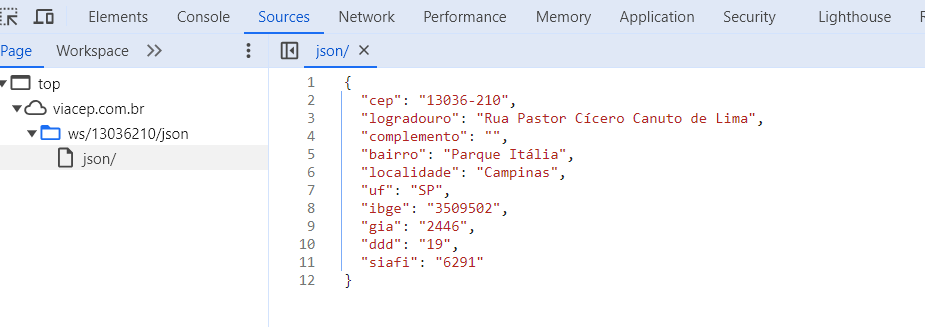 Elements Console Sources Network Performance Memory Application Security Lighthouse
Page Workspace json/
top
viacep.com.br
ws/13036210/json
json/
1 {
2 "cep": "13036-210",
3 "logradouro": "Rua Pastor Cícero Canuto de Lima",
4 "complemento": "",
5 "bairro": "Parque Itália",
6 "localidade": "Campinas",
7 "uf": "SP",
8 "ibge": "3509502",
9 "gia": "2446",
10 "ddd": "19",
11 "siafi": "6291"
12 }